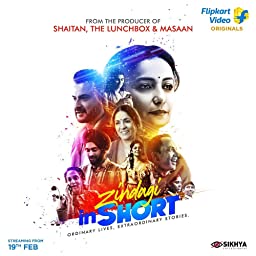 Flipkart
Video
ORIGINALS
FROM THE PRODUCER OF
SHAITAN, THE LUNCHBOX & MASAAN
Zindagi
inSHORT
ORDINARY LIVES, EXTRAORDINARY STORIES.
STREAMING FROM
19TH FEB
SIKHYA